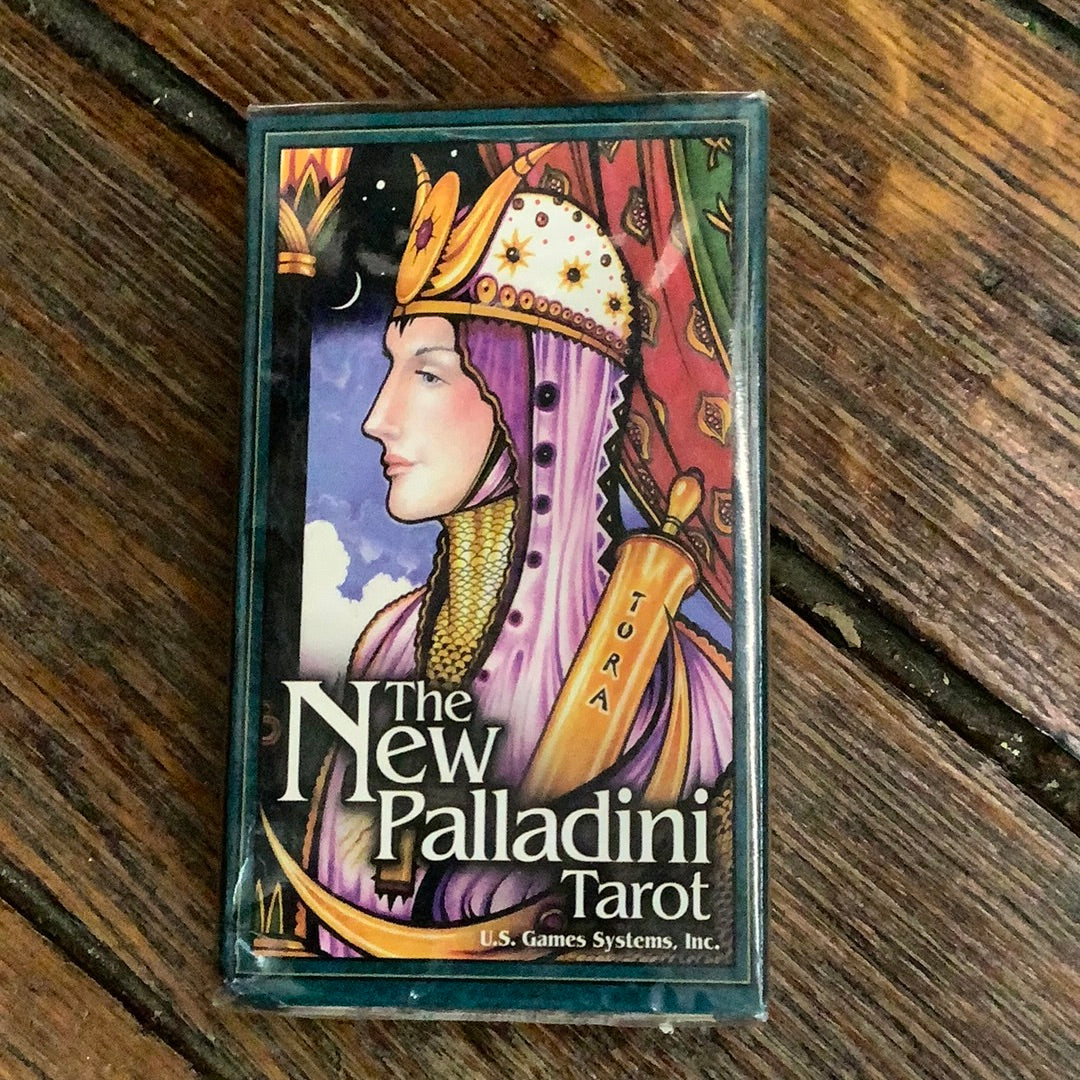 TORA
The
New
Palladini
Tarot
U.S. Games Systems, Inc.